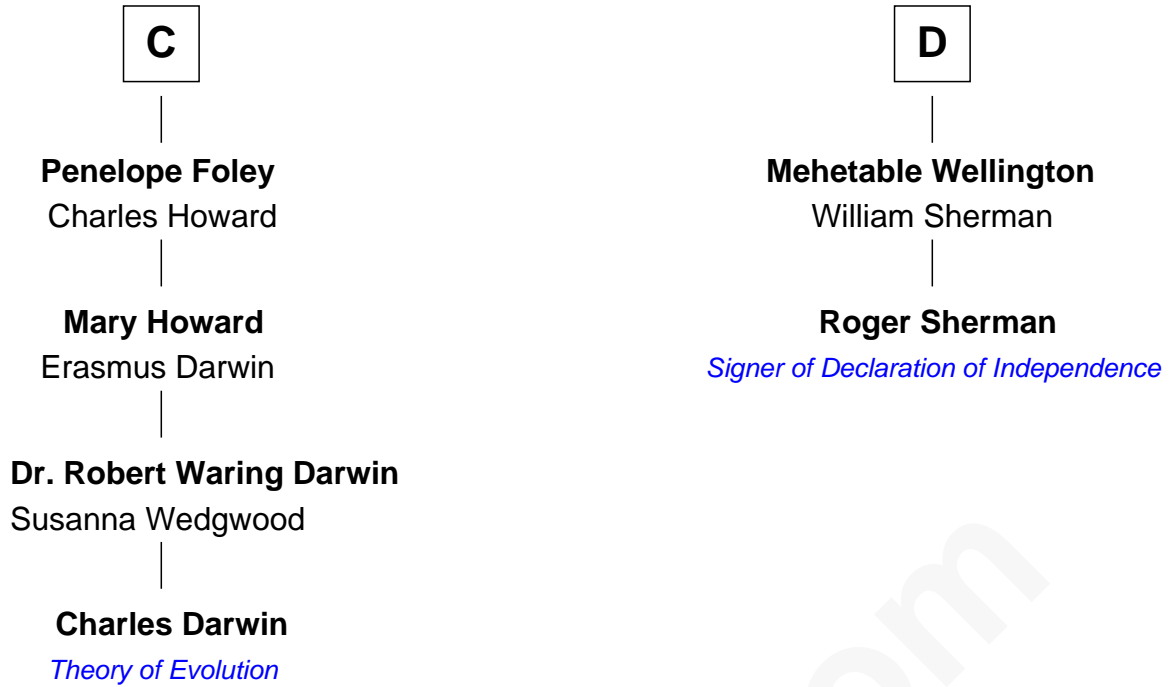 C
Penelope Foley
Charles Howard
Mary Howard
Erasmus Darwin
Dr. Robert Waring Darwin
Susanna Wedgwood
Charles Darwin
Theory of Evolution
D
Mehetable Wellington
William Sherman
Roger Sherman
Signer of Declaration of Independence
om